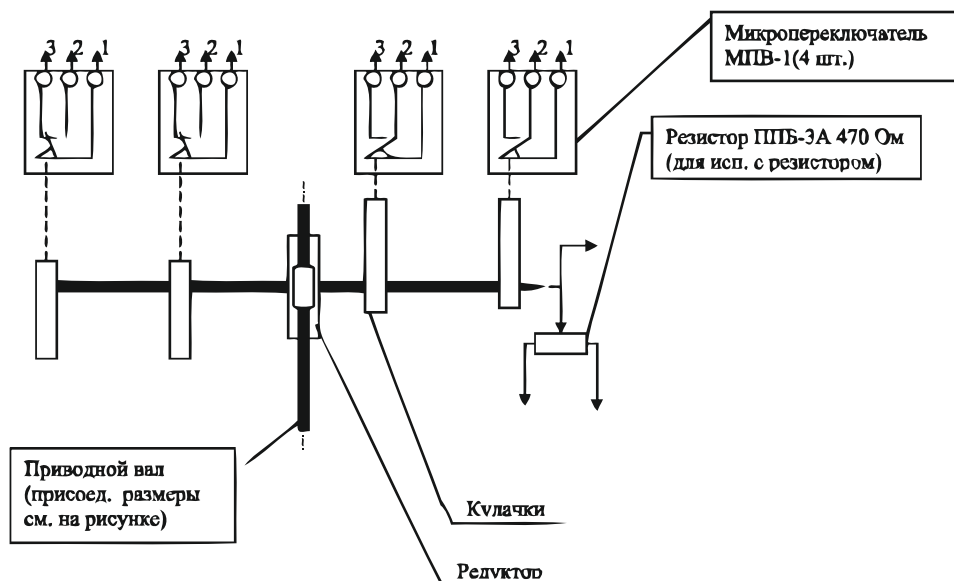 3 2 1
3 2 1
3 2 1
3 2 1
Микропереключатель
МПВ-1(4 шт.)
Резистор ППБ-3А 470 Ом
(для исп. с резистором)
Приводной вал
(присоед. размеры
см. на рисунке)
Кулачки
Редуктор